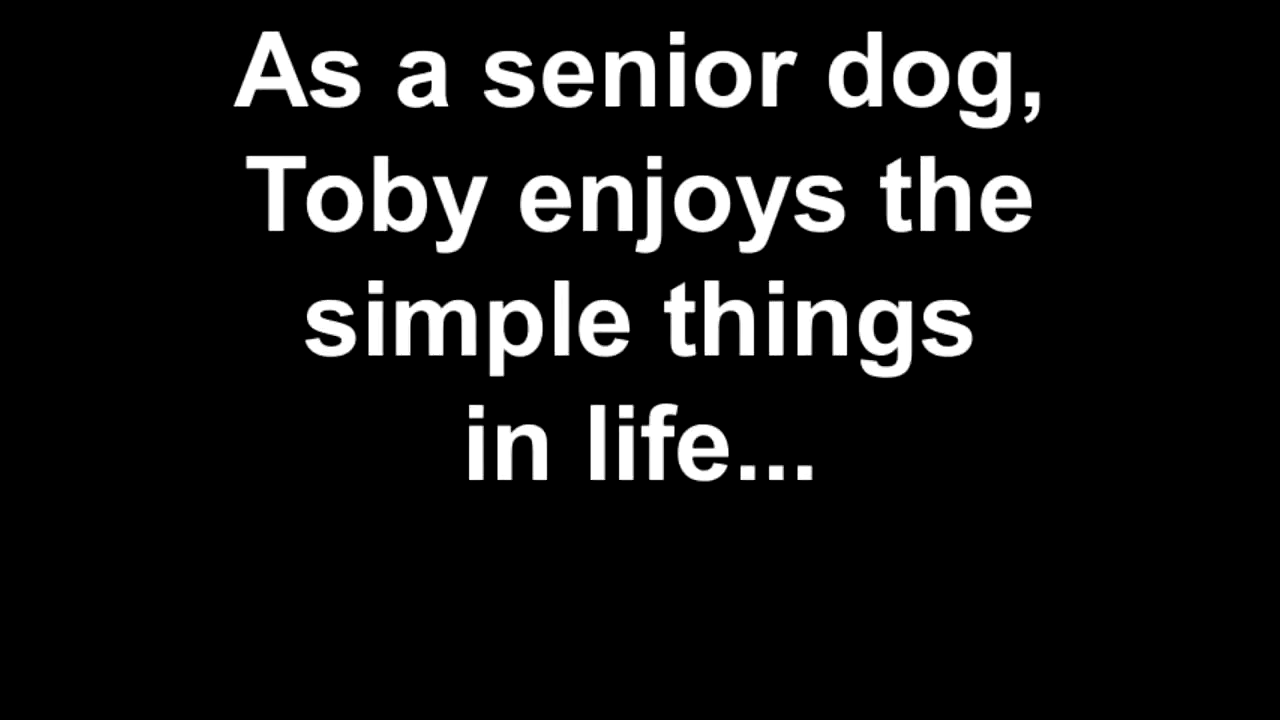 As a senior dog,
Toby enjoys the
simple things
in life...